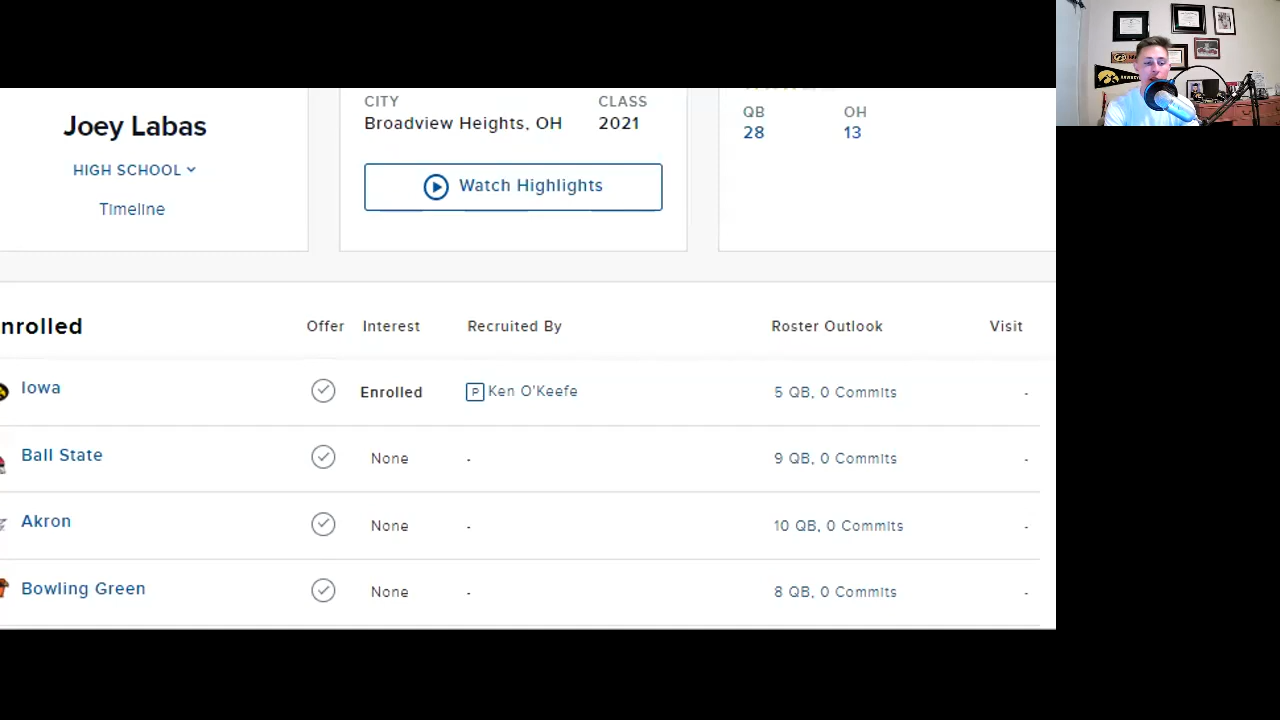 Joey Labas
HIGH SCHOOL
Timeline
CITY CLASS
Broadview Heights, OH 2021
Watch Highlights
QB OH
28 13
nrolled Offer Interest Recruited By Roster Outlook Visit
Iowa Enrolled P Ken O'Keefe 5 QB, 0 Commits -
Ball State None - 9 QB, 0 Commits -
Akron None - 10 QB, 0 Commits -
Bowling Green None - 8 QB, 0 Commits -